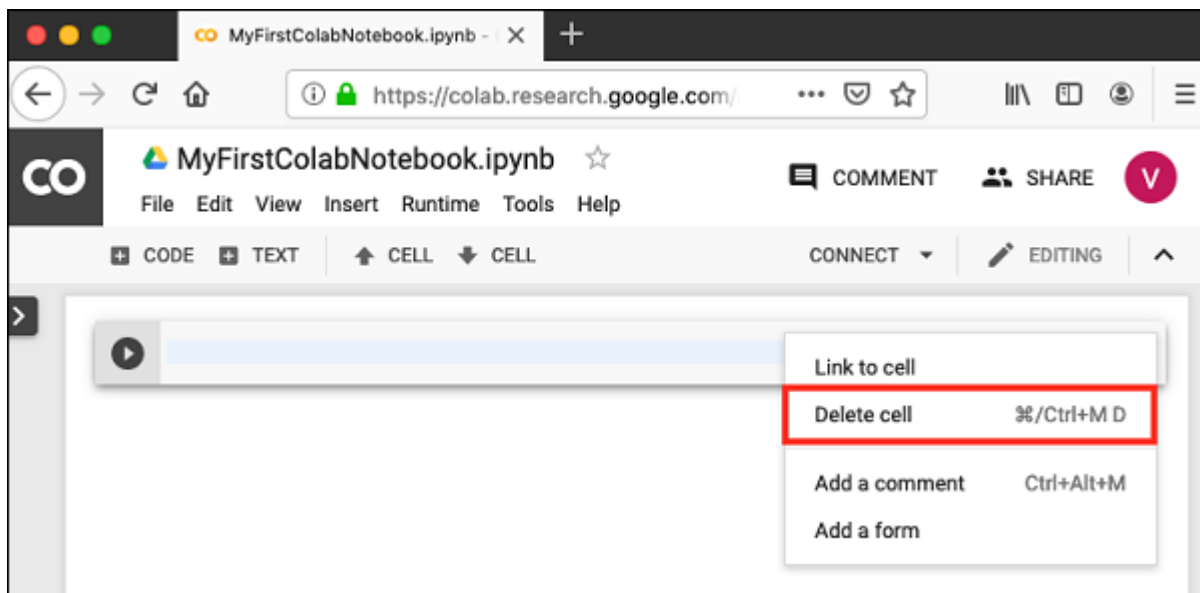 CO MyFirstColabNotebook.ipynb -
https://colab.research.google.com/
CO MyFirstColabNotebook.ipynb COMMENT SHARE V
File Edit View Insert Runtime Tools Help
CODE TEXT CELL CELL CONNECT EDITING
Link to cell
Delete cell ⌘/Ctrl+M D
Add a comment Ctrl+Alt+M
Add a form